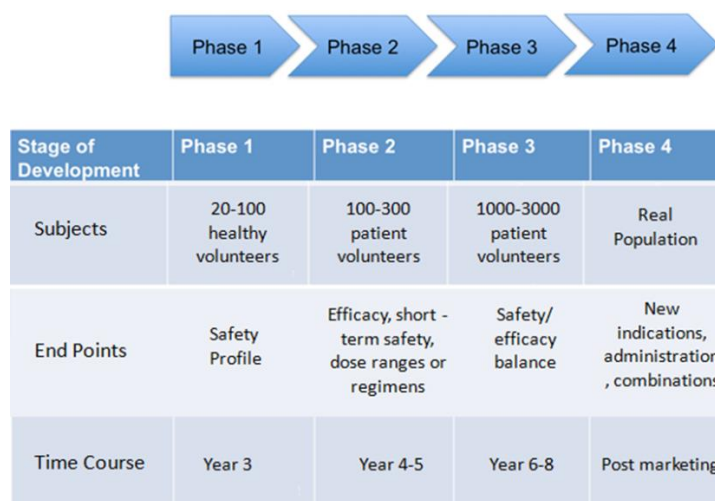 Phase 1
Phase 2
Phase 3
Phase 4
Stage of
Development
Phase 1
Phase 2
Phase 3
Phase 4
Subjects
20-100
healthy
volunteers
100-300
patient
volunteers
1000-3000
patient
volunteers
Real
Population
End Points
Safety
Profile
Efficacy, short -
term safety,
dose ranges or
regimens
Safety/
efficacy
balance
New
indications,
administration
, combinations
Time Course
Year 3
Year 4-5
Year 6-8
Post marketing